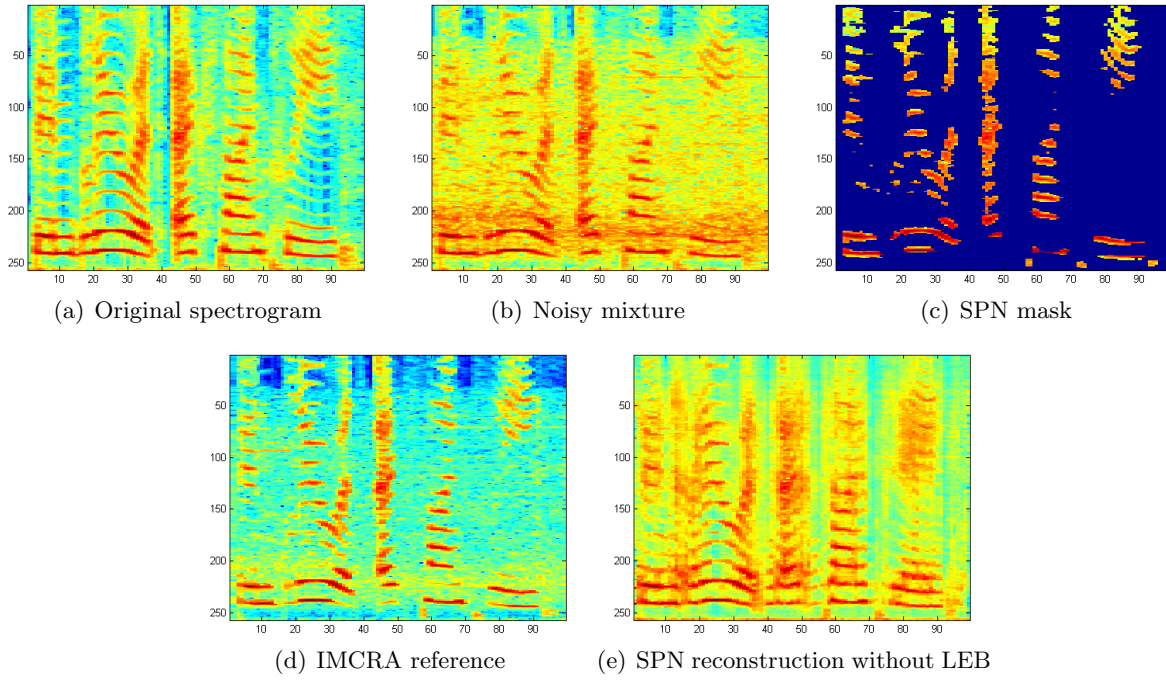 50
100
150
200
250
10 20 30 40 50 60 70 80 90
(a) Original spectrogram
50
100
150
200
250
10 20 30 40 50 60 70 80 90
(b) Noisy mixture
50
100
150
200
250
10 20 30 40 50 60 70 80 90
(c) SPN mask
50
100
150
200
250
10 20 30 40 50 60 70 80 90
(d) IMCRA reference
50
100
150
200
250
10 20 30 40 50 60 70 80 90
(e) SPN reconstruction without LEB